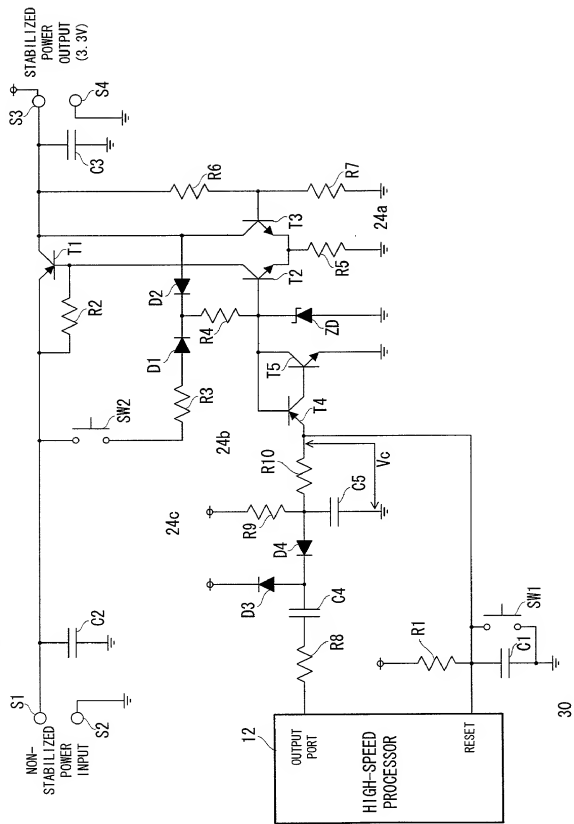 NON-
STABILIZED
POWER
INPUT
S1
S2
C2
SW2
R2
T1
STABILIZED
POWER
OUTPUT
(3.3V)
S3
S4
C3
R6
R7
24a
T3
T2
R5
D2
D1
R4
R3
ZD
24b
T5
T4
R10
Vc
C5
24c
R9
D4
D3
C4
R8
12
OUTPUT
PORT
HIGH-SPEED
PROCESSOR
RESET
R1
C1
SW1
30